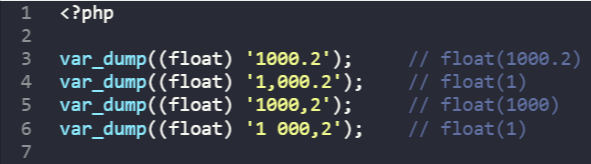 1 <?php
2
3 var_dump((float) '1000.2'); // float(1000.2)
4 var_dump((float) '1,000.2'); // float(1)
5 var_dump((float) '1000,2'); // float(1000)
6 var_dump((float) '1 000,2'); // float(1)
7